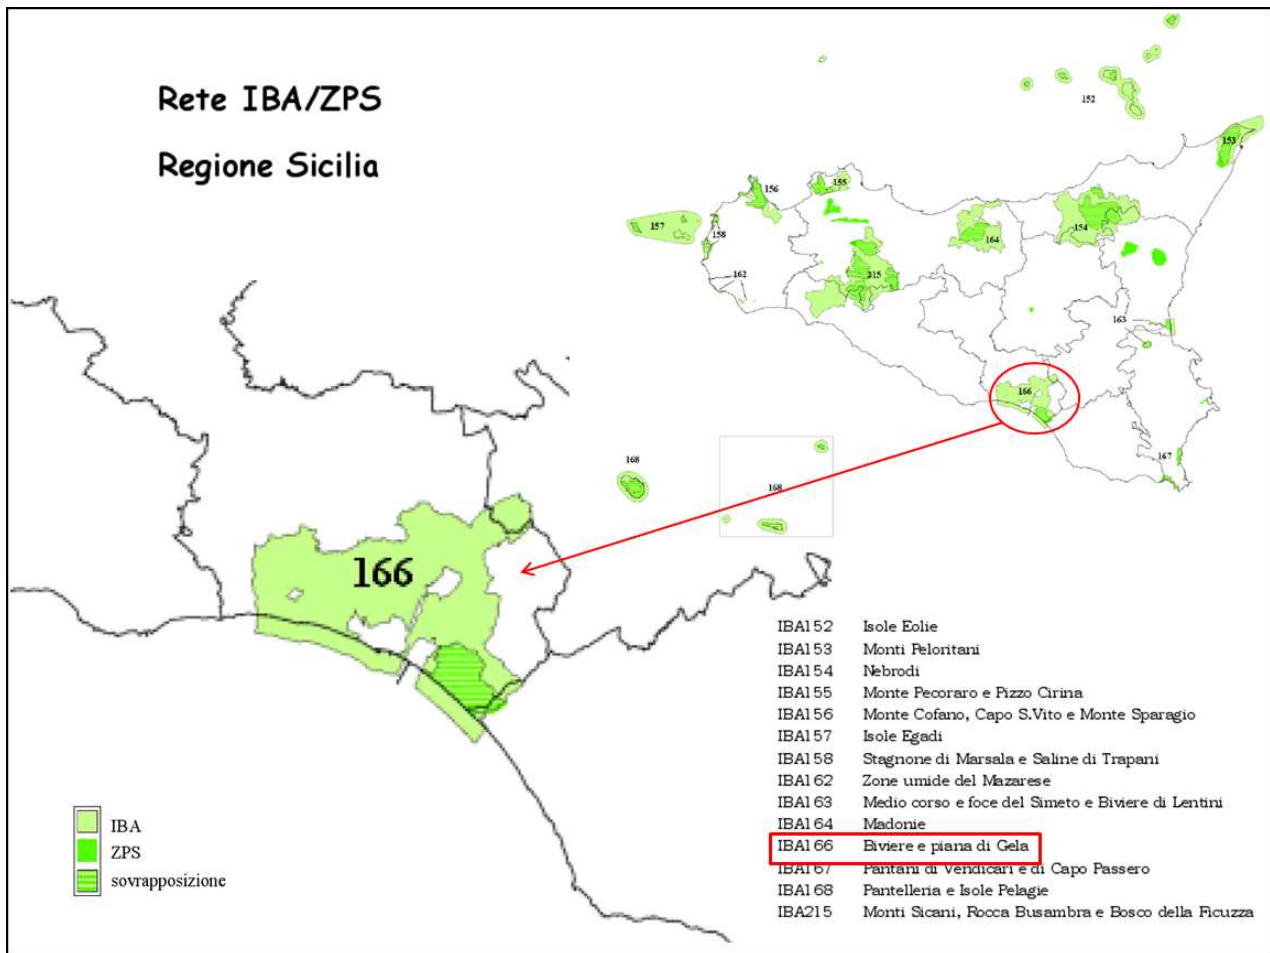 Rete IBA/ZPS
Regione Sicilia
152
153
156
155
157
158
164
154
162
215
163
166
168
168
167
166
IBA
ZPS
sovrapposizione
IBA152 Isole Eolie
IBA153 Monti Peloritani
IBA154 Nebrodi
IBA155 Monte Pecoraro e Pizzo Cirina
IBA156 Monte Cofano, Capo S.Vito e Monte Sparagio
IBA157 Isole Egadi
IBA158 Stagnone di Marsala e Saline di Trapani
IBA162 Zone umide del Mazarese
IBA163 Medio corso e foce del Simeto e Biviere di Lentini
IBA164 Madonie
IBA166 Biviere e piana di Gela
IBA167 Pantani di Vendicari e di Capo Passero
IBA168 Pantelleria e Isole Pelagie
IBA215 Monti Sicani, Rocca Busambra e Bosco della Ficuzza